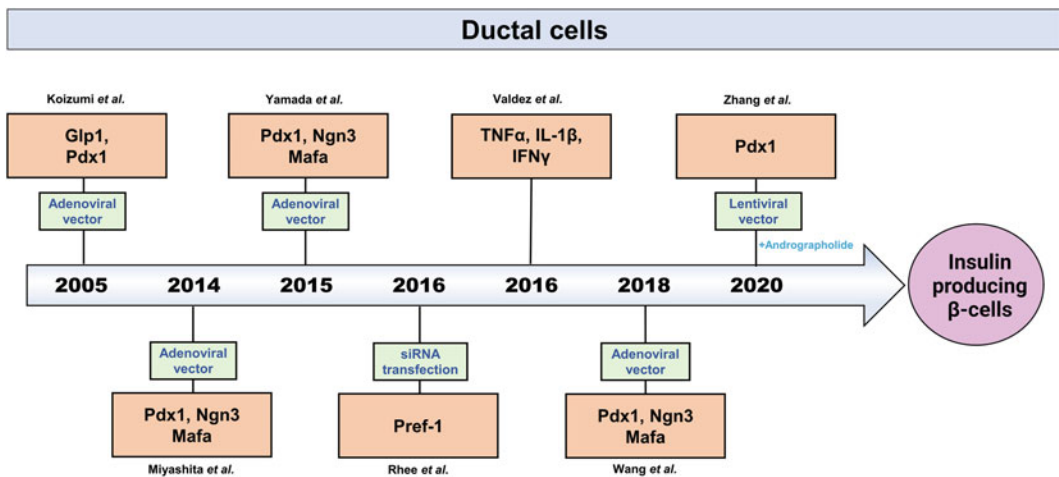 Ductal cells
Koizumi et al.
Yamada et al.
Valdez et al.
Zhang et al.
Glp1,
Pdx1
Pdx1, Ngn3
Mafa
TNFα, IL-1β,
IFNγ
Pdx1
Adenoviral
vector
Adenoviral
vector
Lentiviral
vector
+Andrographolide
2005 2014 2015 2016 2016 2018 2020
Insulin
producing
β-cells
Adenoviral
vector
siRNA
transfection
Adenoviral
vector
Pdx1, Ngn3
Mafa
Pref-1
Pdx1, Ngn3
Mafa
Miyashita et al.
Rhee et al.
Wang et al.